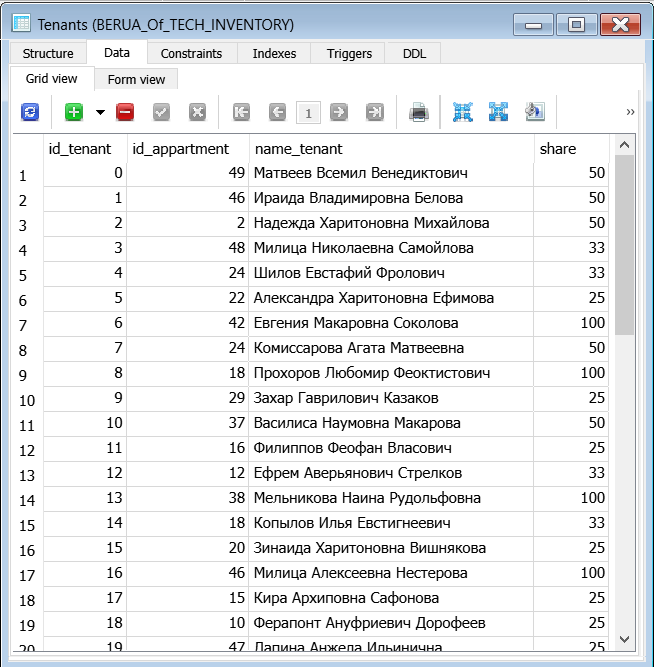 Tenants (BERUA_Of_TECH_INVENTORY)
Structure Data Constraints Indexes Triggers DDL
Grid view Form view
1 »
id_tenant id_appartment name_tenant share
1 0 49 Матвеев Всемил Венедиктович 50
2 1 46 Ираида Владимировна Белова 50
3 2 2 Надежда Харитоновна Михайлова 50
4 3 48 Милица Николаевна Самойлова 33
5 4 24 Шилов Евстафий Фролович 33
6 5 22 Александра Харитоновна Ефимова 25
7 6 42 Евгения Макаровна Соколова 100
8 7 24 Комиссарова Агата Матвеевна 50
9 8 18 Прохоров Любомир Феоктистович 100
10 9 29 Захар Гаврилович Казаков 25
11 10 37 Василиса Наумовна Макарова 50
12 11 16 Филиппов Феофан Власович 25
13 12 12 Ефрем Аверьянович Стрелков 33
14 13 38 Мельникова Наина Рудольфовна 100
15 14 18 Копылов Илья Евстигнеевич 33
16 15 20 Зинаида Харитоновна Вишнякова 25
17 16 46 Милица Алексеевна Нестерова 100
18 17 15 Кира Архиповна Сафонова 25
19 18 10 Ферапонт Ануфриевич Дорофеев 25
20 19 47 Лапина Анжела Ильинична 25